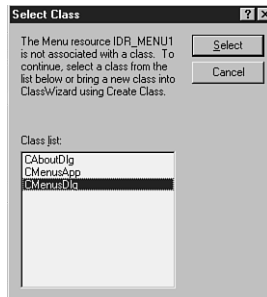 Select Class
The Menu resource IDR_MENU1
is not associated with a class. To
continue, select a class from the
list below or bring a new class into
ClassWizard using Create Class.
Select
Cancel
Class list:
CAboutDlg
CMenusApp
CMenusDlg